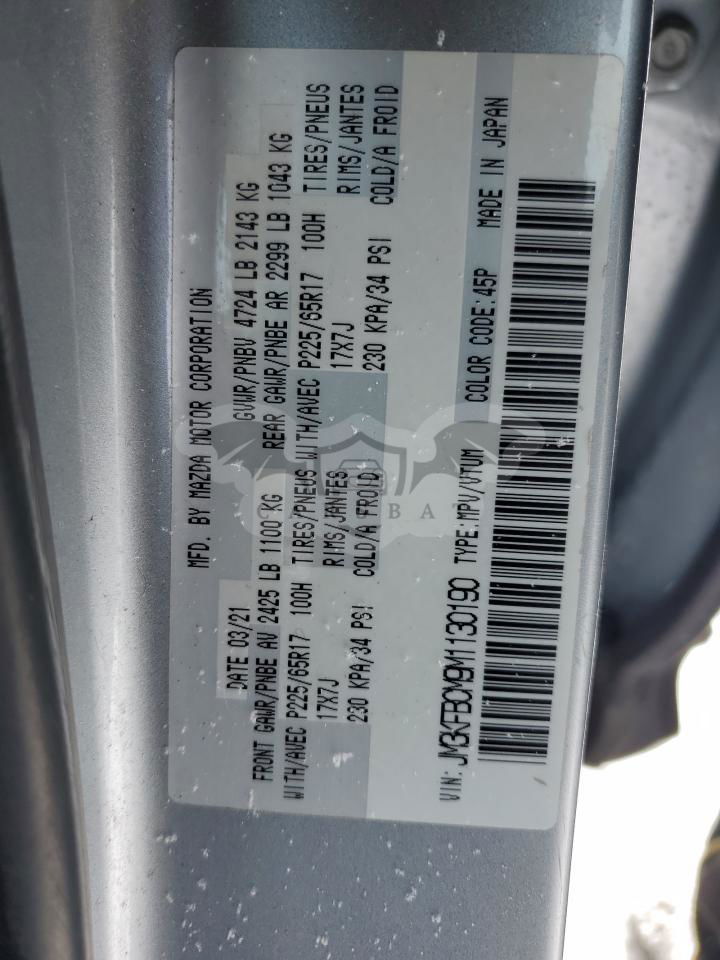 MFD. BY MAZDA MOTOR CORPORATION
DATE 03/21 GVWR/PNBV 4724 LB 2143 KG
FRONT GAWR/PNBE AV 2425 LB 1100 KG REAR GAWR/PNBE AR 2299 LB 1043 KG
WITH/AVEC P225/65R17 100H TIRES/PNEUS WITH/AVEC P225/65R17 100H TIRES/PNEUS
17X7J RIMS/JANTES 17X7J RIMS/JANTES
230 KPA/34 PSI COLD/A FROID 230 KPA/34 PSI COLD/A FROID
VIN: JM3KFBCM9M1130190 TYPE:MPV/VTUM COLOR CODE:45P MADE IN JAPAN